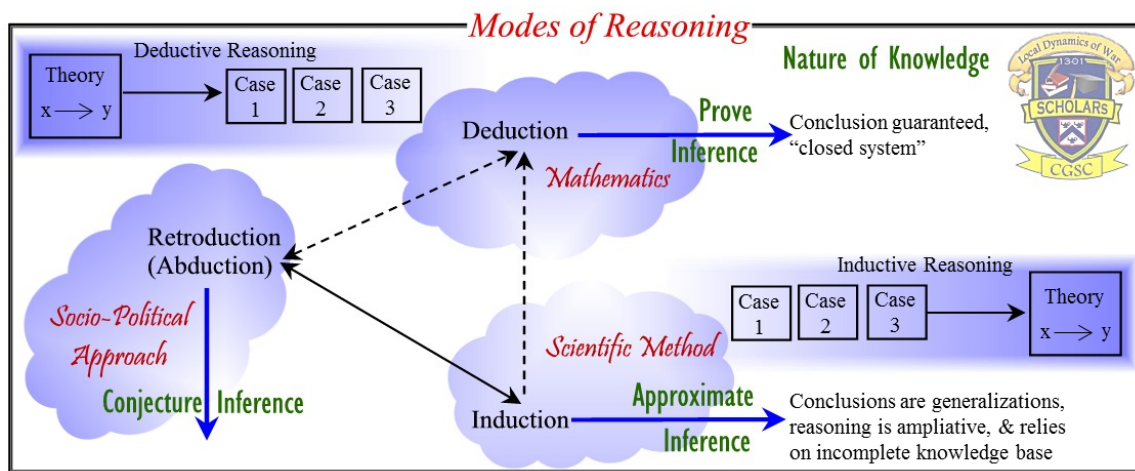 Modes of Reasoning
Deductive Reasoning
Theory
x → y
Case
1
Case
2
Case
3
Nature of Knowledge
Local Dynamics of War
1301
SCHOLARS
CGSC
Deduction
Prove
Inference
Conclusion guaranteed,
“closed system”
Mathematics
Retroduction
(Abduction)
Socio-Political
Approach
Conjecture Inference
Inductive Reasoning
Case
1
Case
2
Case
3
Theory
x → y
Scientific Method
Induction
Approximate
Inference
Conclusions are generalizations,
reasoning is ampliative, & relies
on incomplete knowledge base